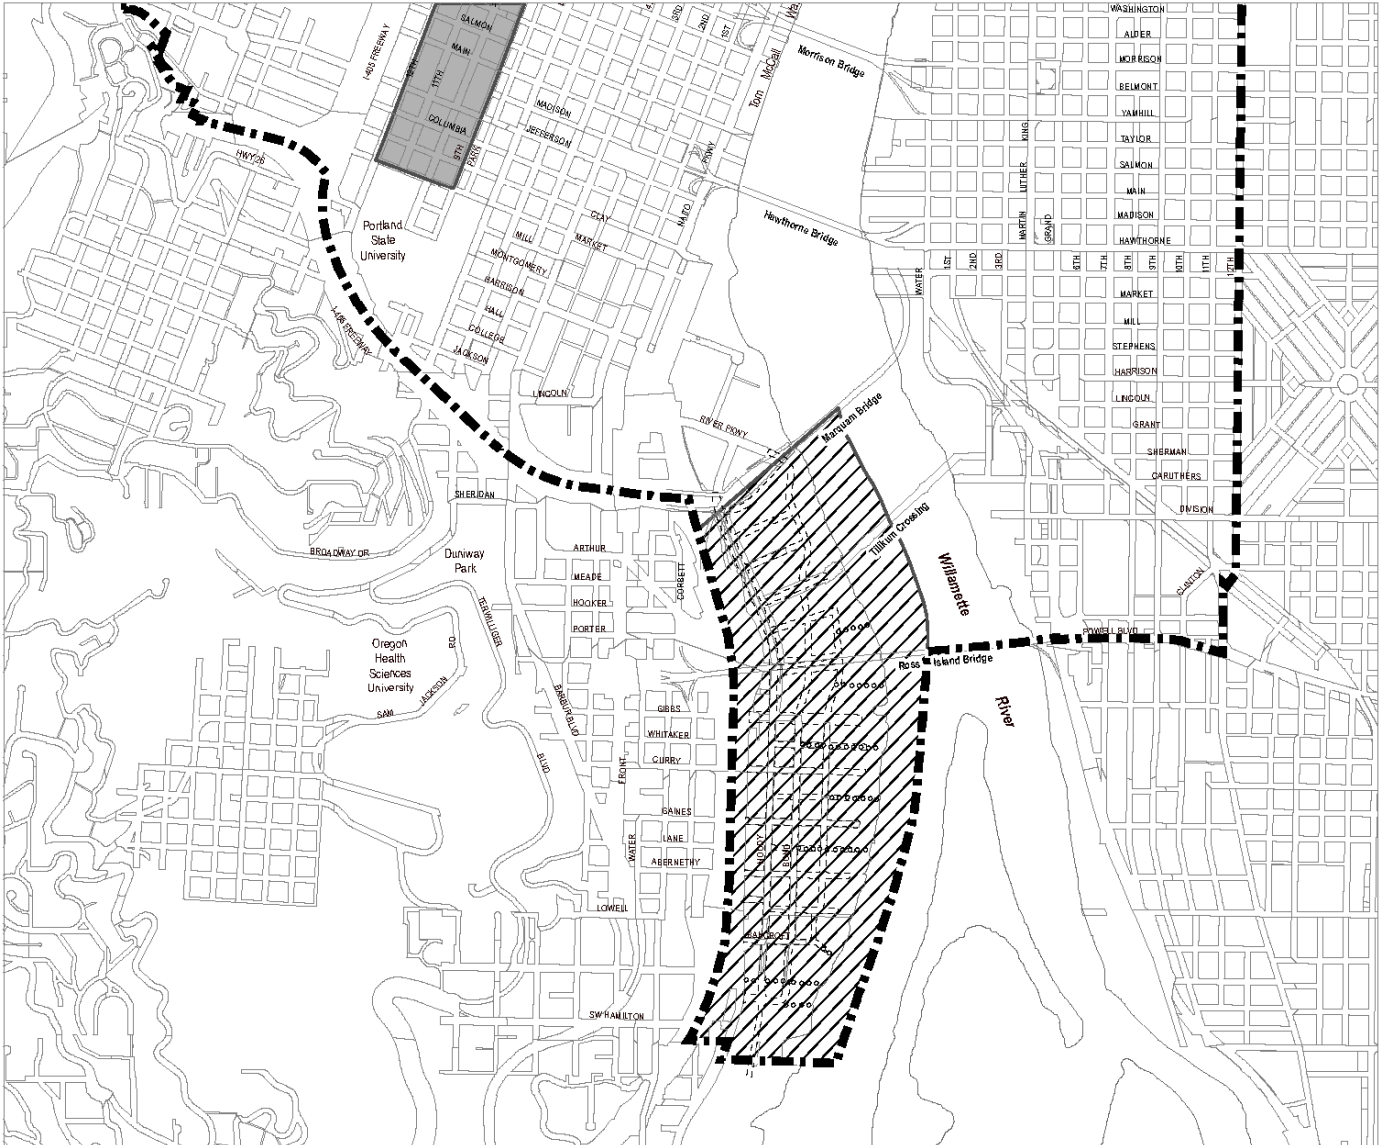 SALMON
MAIN
12TH
11TH
COLUMBIA
9TH
PARK
I-405 FREEWAY
3RD
2ND
1ST
Tom McCall
Morrison Bridge
WASHINGTON
ALDER
MORRISON
BELMONT
YAMHILL
TAYLOR
SALMON
MAIN
MADISON
HAWTHORNE
MARTIN LUTHER KING
GRAND
MADISON
JEFFERSON
HWY 26
PKWY
NAITO
Hawthorne Bridge
Portland
State
University
CLAY
MARKET
MILL
MONTGOMERY
HARRISON
HALL
COLLEGE
JACKSON
LINCOLN
WATER
1ST
2ND
3RD
6TH
7TH
8TH
9TH
10TH
11TH
12TH
MARKET
MILL
STEPHENS
HARRISON
LINCOLN
GRANT
SHERMAN
CARUTHERS
DIVISION
I-405 FREEWAY
RIVER PKWY
Marquam Bridge
Tilikum Crossing
SHERIDAN
BROADWAY DR
Duniway
Park
ARTHUR
MEADE
HOOKER
PORTER
CORBETT
Willamette
CLINTON
POWELL BLVD
TERWILLIGER
Oregon
Health
Sciences
University
RD
JACKSON
SAM
Ross Island Bridge
River
BARBUR BLVD
BLVD
GIBBS
WHITAKER
CURRY
FRONT
GAINES
LANE
ABERNETHY
WATER
MOODY
BOND
LOWELL
BANCROFT
SW HAMILTON